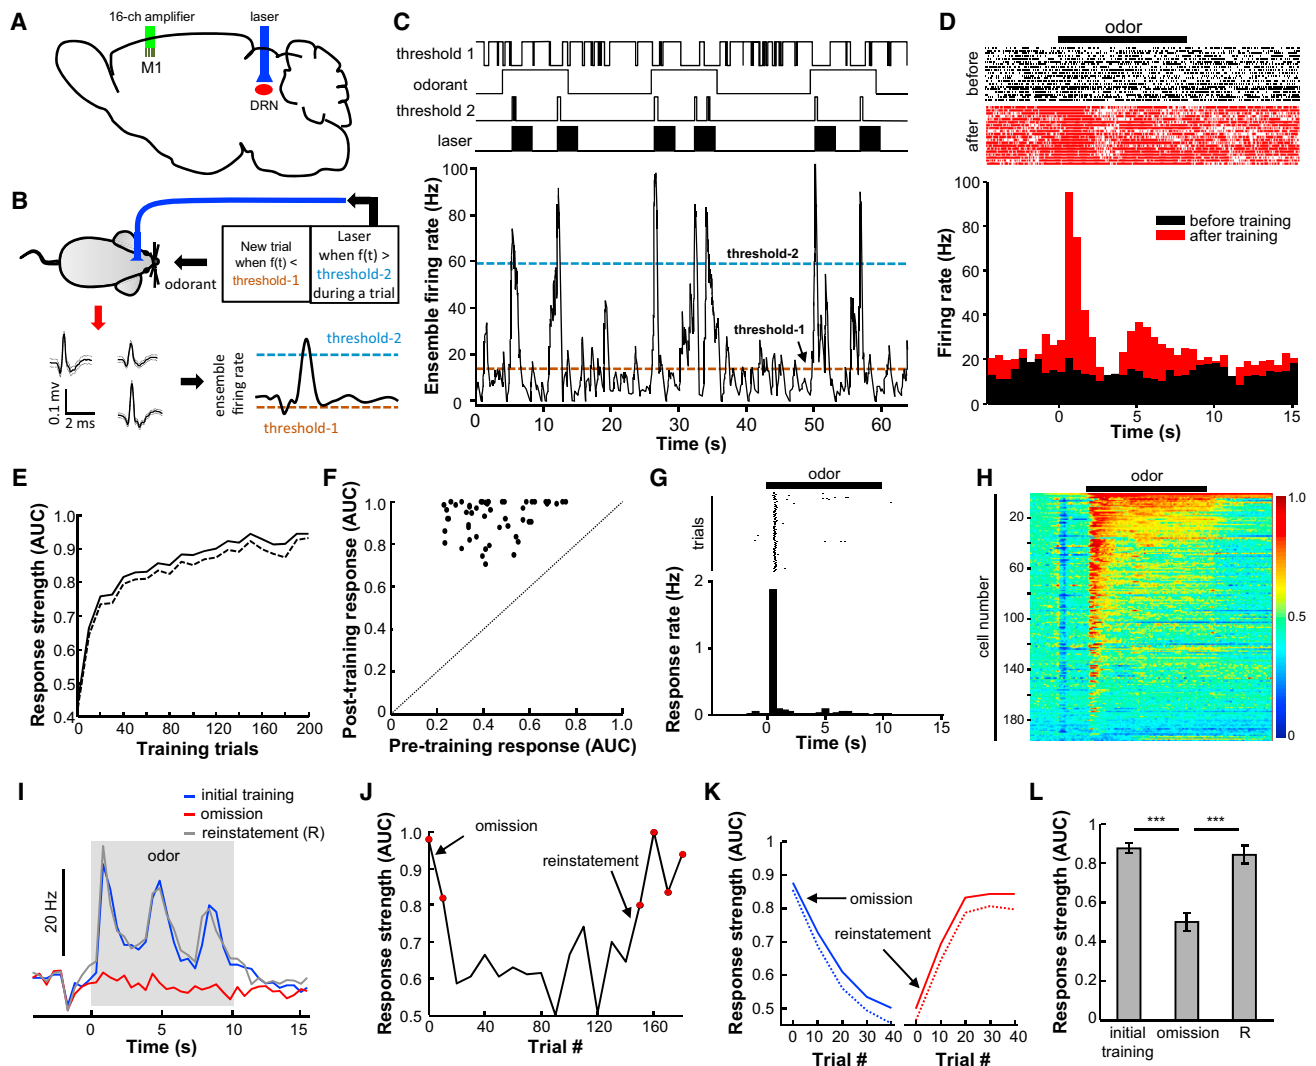 A
16-ch amplifier
laser
M1
DRN
B
odorant
New trial
when f(t) <
threshold-1
Laser
when f(t) >
threshold-2
during a trial
0.1 mv
2 ms
ensemble
firing rate
threshold-2
threshold-1
C
threshold 1
odorant
threshold 2
laser
Ensemble firing rate (Hz)
100
80
60
40
20
0
threshold-2
threshold-1
0 10 20 30 40 50 60
Time (s)
D
odor
before
after
Firing rate (Hz)
100
80
60
40
20
0
before training
after training
0 5 10 15
Time (s)
E
Response strength (AUC)
1.0
0.9
0.8
0.7
0.6
0.5
0.4
0 40 80 120 160 200
Training trials
F
Post-training response (AUC)
1.0
0.8
0.6
0.4
0.2
0
0 0.2 0.4 0.6 0.8 1.0
Pre-training response (AUC)
G
odor
trials
Response rate (Hz)
2
1
0
0 5 10 15
Time (s)
H
odor
cell number
20
60
100
140
180
1.0
0.5
0
I
initial training
omission
reinstatement (R)
odor
20 Hz
0 5 10 15
Time (s)
J
Response strength (AUC)
1.0
0.9
0.8
0.7
0.6
0.5
omission
reinstatement
0 40 80 120 160
Trial #
K
Response strength (AUC)
1
0.9
0.8
0.7
0.6
0.5
omission
reinstatement
0 10 20 30 40
0 10 20 30 40
Trial #
Trial #
L
Response strength (AUC)
1
0.8
0.6
0.4
0.2
0
*** ***
initial
training
omission
R